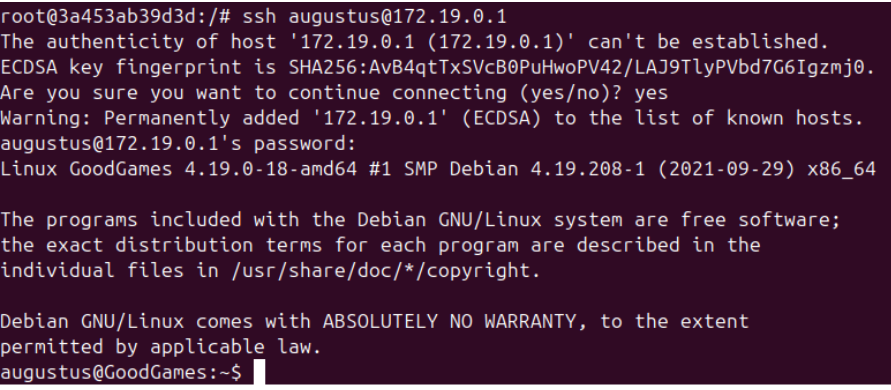 root@3a453ab39d3d:/# ssh augustus@172.19.0.1
The authenticity of host '172.19.0.1 (172.19.0.1)' can't be established.
ECDSA key fingerprint is SHA256:AvB4qtTxSVcB0PuHwoPV42/LAJ9TlyPVbd7G6Igzmj0.
Are you sure you want to continue connecting (yes/no)? yes
Warning: Permanently added '172.19.0.1' (ECDSA) to the list of known hosts.
augustus@172.19.0.1's password:
Linux GoodGames 4.19.0-18-amd64 #1 SMP Debian 4.19.208-1 (2021-09-29) x86_64
The programs included with the Debian GNU/Linux system are free software;
the exact distribution terms for each program are described in the
individual files in /usr/share/doc/*/copyright.
Debian GNU/Linux comes with ABSOLUTELY NO WARRANTY, to the extent
permitted by applicable law.
augustus@GoodGames:~$